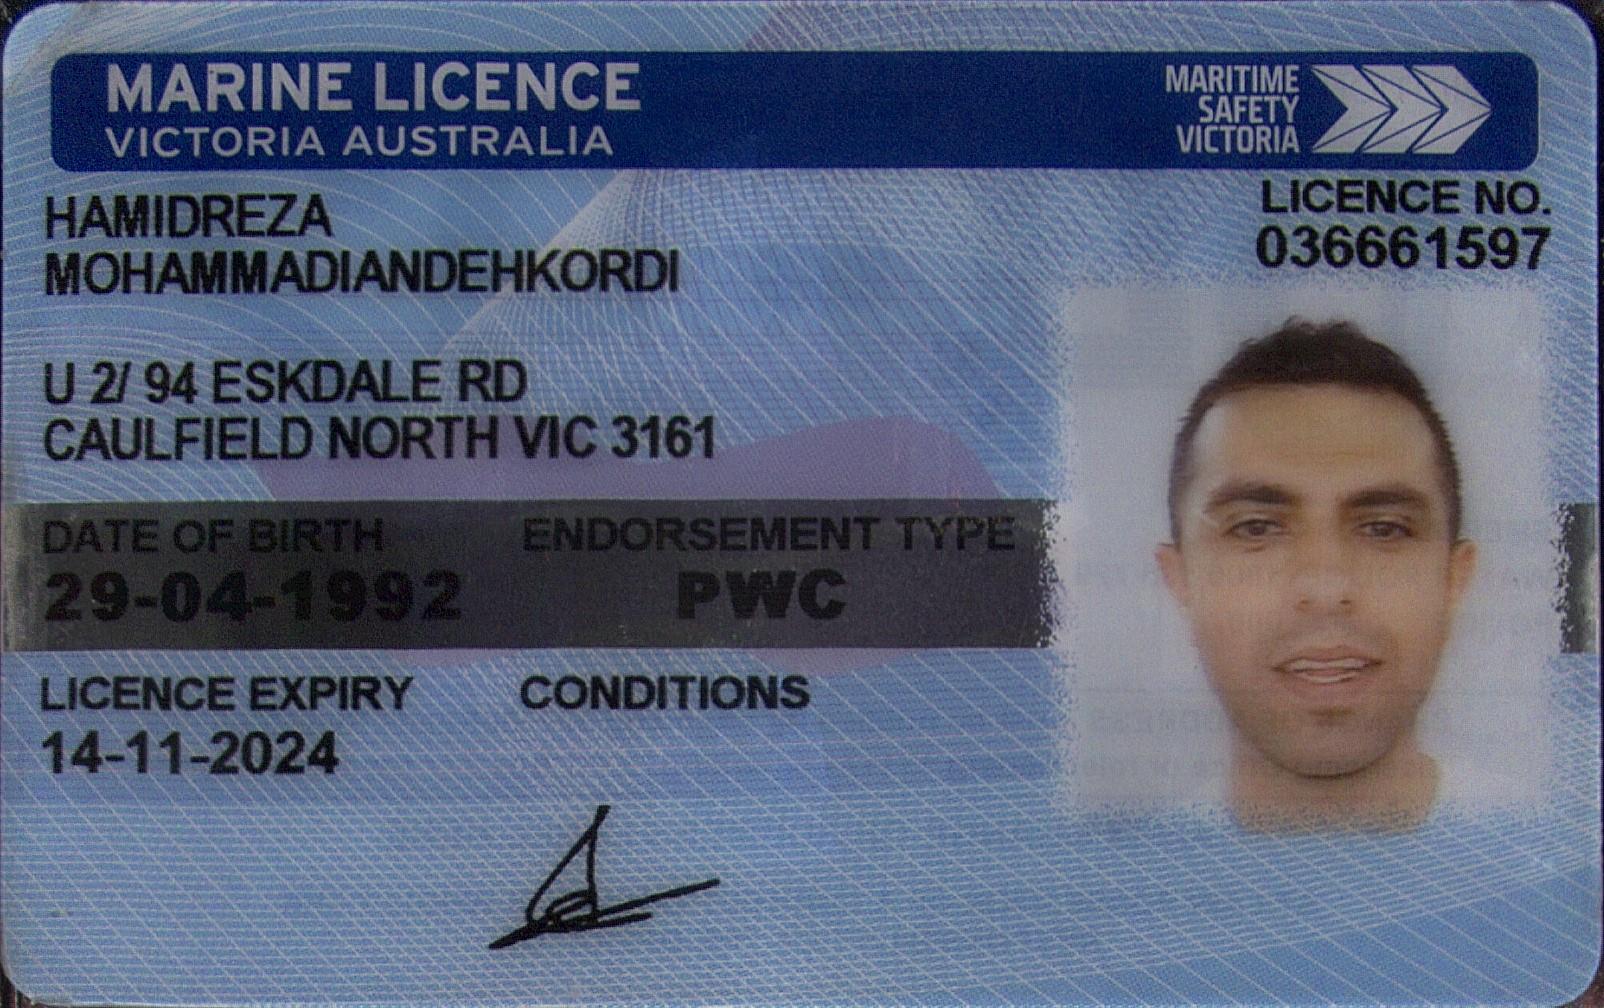 MARINE LICENCE
VICTORIA AUSTRALIA
MARITIME
SAFETY
VICTORIA
HAMIDREZA
MOHAMMADIANDEHKORDI
LICENCE NO.
036661597
U 2/ 94 ESKDALE RD
CAULFIELD NORTH VIC 3161
DATE OF BIRTH ENDORSEMENT TYPE
29-04-1992 PWC
LICENCE EXPIRY CONDITIONS
14-11-2024